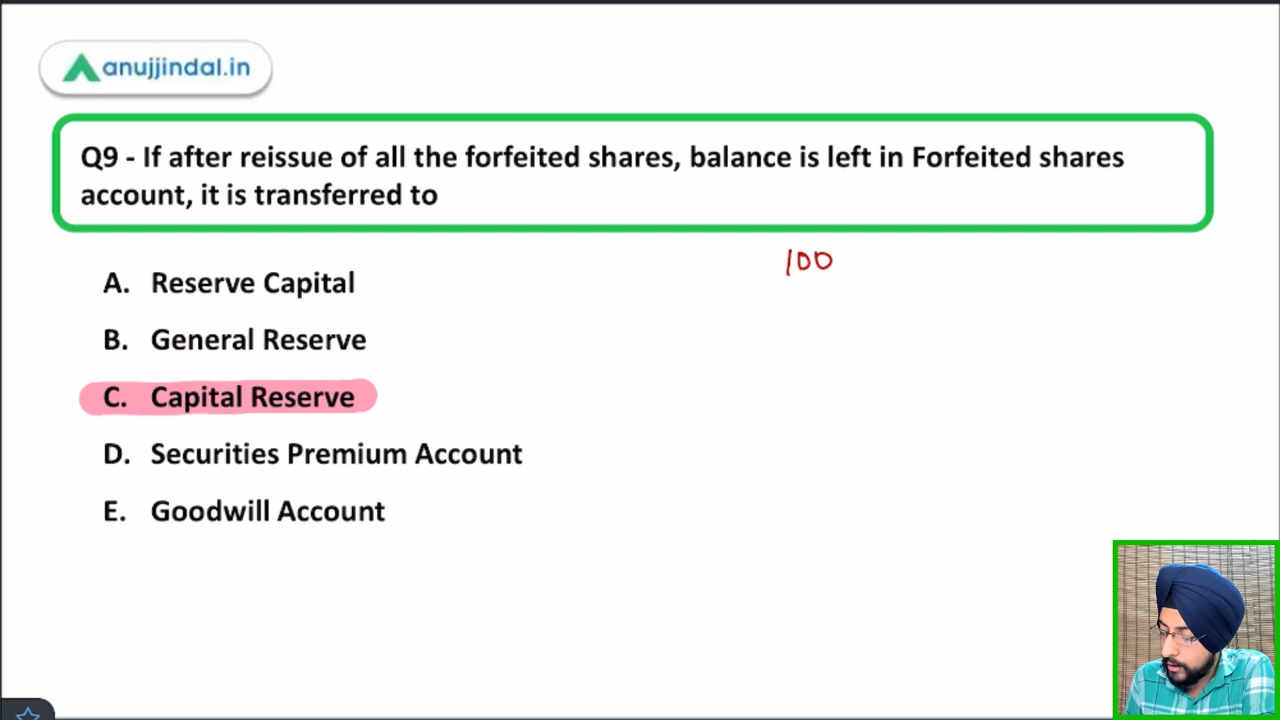 anujjindal.in
Q9 - If after reissue of all the forfeited shares, balance is left in Forfeited shares
account, it is transferred to
100
A. Reserve Capital
B. General Reserve
C. Capital Reserve
D. Securities Premium Account
E. Goodwill Account